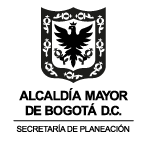 ALCALDÍA MAYOR
DE BOGOTÁ D.C.
SECRETARÍA DE PLANEACIÓN